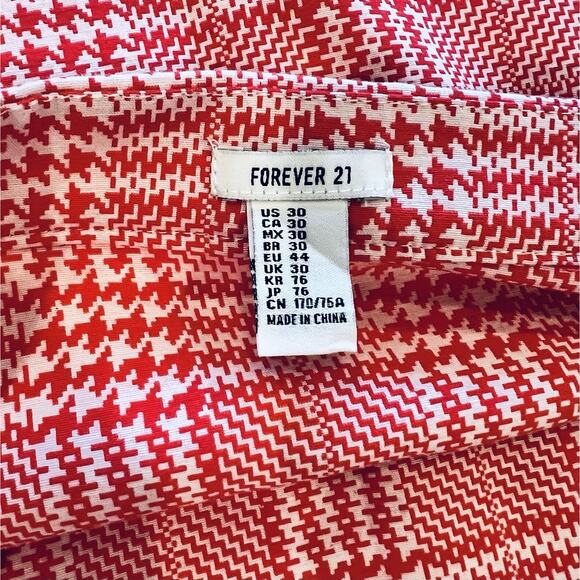 FOREVER 21
US 30
CA 30
MX 30
BR 30
EU 44
UK 30
KR 76
JP 76
CN 170/76A
MADE IN CHINA